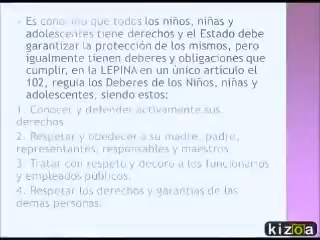 Es conocimo que todos los niños, niñas y
adolescentes tiene derechos y el Estado debe
garantizar la protección de los mismos, pero
igualmente tienen deberes y obligaciones que
cumplir, en la LEPINA en un único artículo el
102, regula los Deberes de los Niños, niñas y
adolescentes, siendo estos:
1. Conocer y defender activamente sus
derechos
2. Respetar y obedecer a su madre, padre,
representantes, responsables y maestros
3. Tratar con respeto y decoro a los funcionarios
y empleados públicos.
4. Respetar los derechos y garantías de las
demas personas.
kizoa